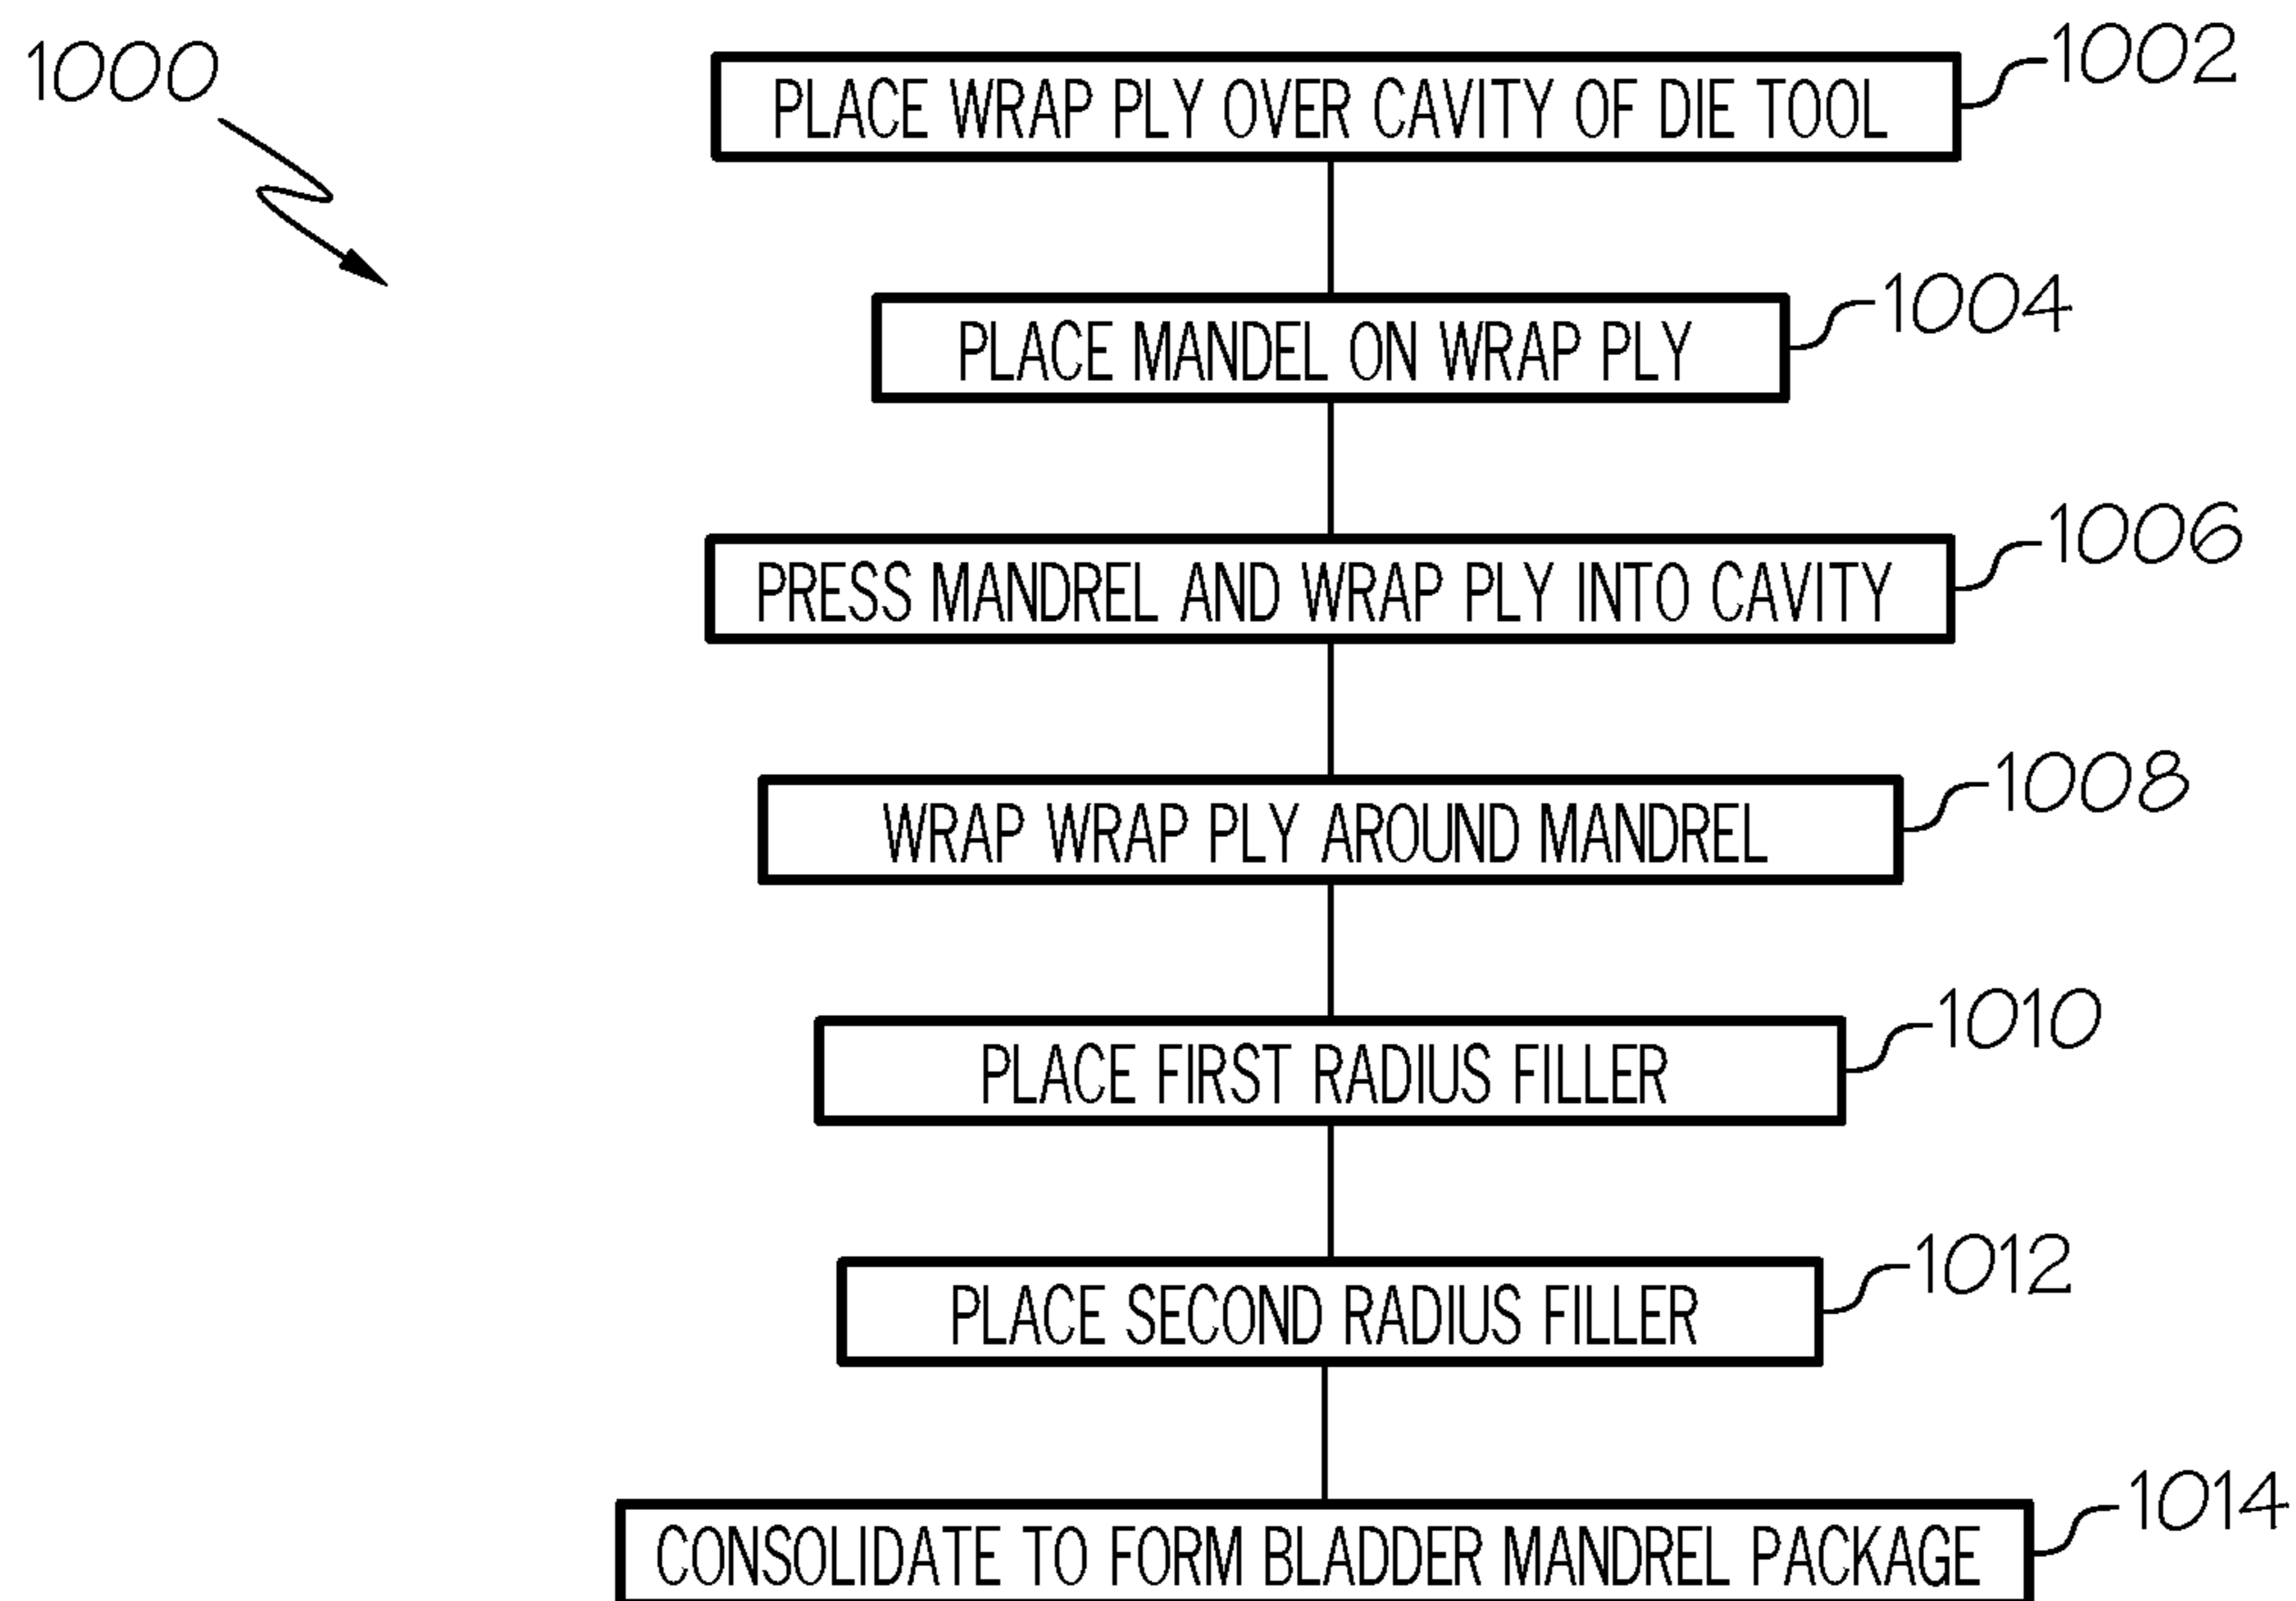 1000
PLACE WRAP PLY OVER CAVITY OF DIE TOOL
1002
PLACE MANDEL ON WRAP PLY
1004
PRESS MANDREL AND WRAP PLY INTO CAVITY
1006
WRAP WRAP PLY AROUND MANDREL
1008
PLACE FIRST RADIUS FILLER
1010
PLACE SECOND RADIUS FILLER
1012
CONSOLIDATE TO FORM BLADDER MANDREL PACKAGE
1014